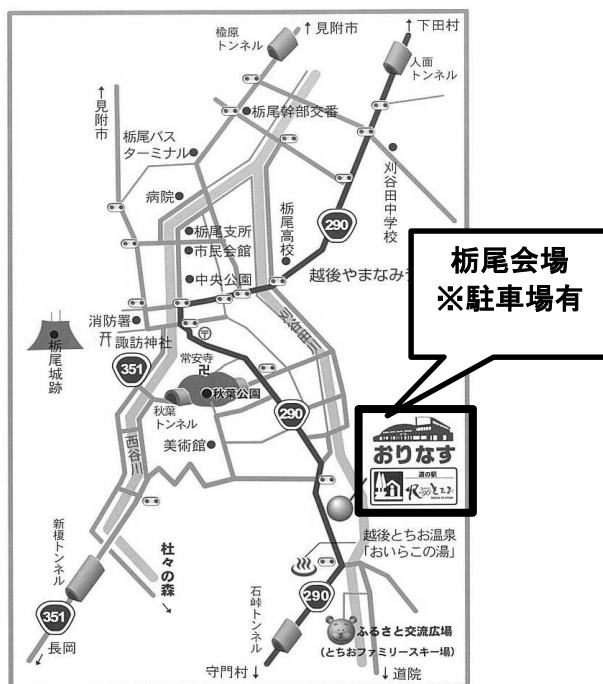 楡原
トンネル
↑見附市
↑下田村
人面
トンネル
↑見附市
栃尾幹部交番
栃尾バス
ターミナル
病院
刈谷田中学校
栃尾支所
市民会館
中央公園
栃尾高校
290
越後やまなみ
栃尾会場
※駐車場有
消防署
諏訪神社
栃尾城跡
〒
刈谷田川
351
常安寺
卍
秋葉公園
秋葉
トンネル
290
西谷川
美術館
おりなす
道の駅
越後とちお温泉
「おいらこの湯」
新榎トンネル
杜々の森
↘
石峠トンネル
290
351
ふるさと交流広場
(とちおファミリースキー場)
↙長岡
守門村↓
↓道院